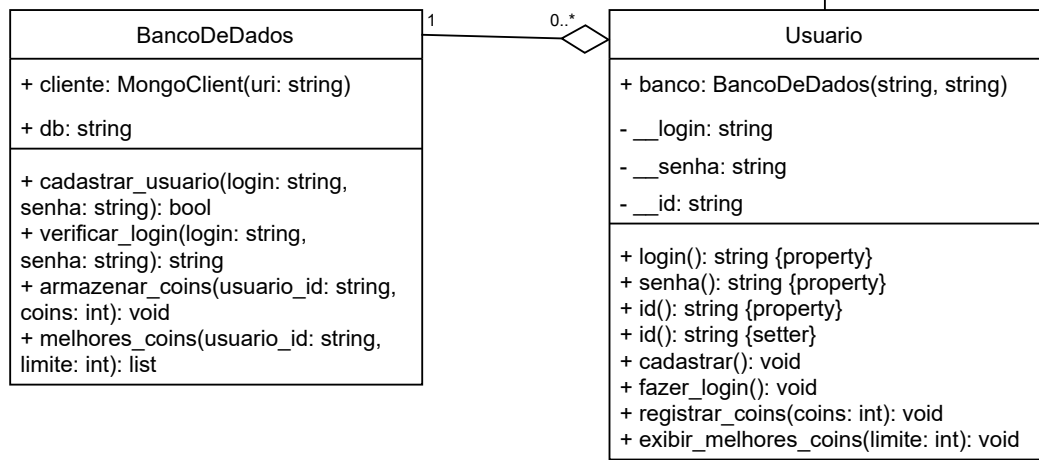 BancoDeDados
+ cliente: MongoClient(uri: string)
+ db: string
+ cadastrar_usuario(login: string,
senha: string): bool
+ verificar_login(login: string,
senha: string): string
+ armazenar_coins(usuario_id: string,
coins: int): void
+ melhores_coins(usuario_id: string,
limite: int): list
1
0..*
Usuario
+ banco: BancoDeDados(string, string)
- __login: string
- __senha: string
- __id: string
+ login(): string {property}
+ senha(): string {property}
+ id(): string {property}
+ id(): string {setter}
+ cadastrar(): void
+ fazer_login(): void
+ registrar_coins(coins: int): void
+ exibir_melhores_coins(limite: int): void